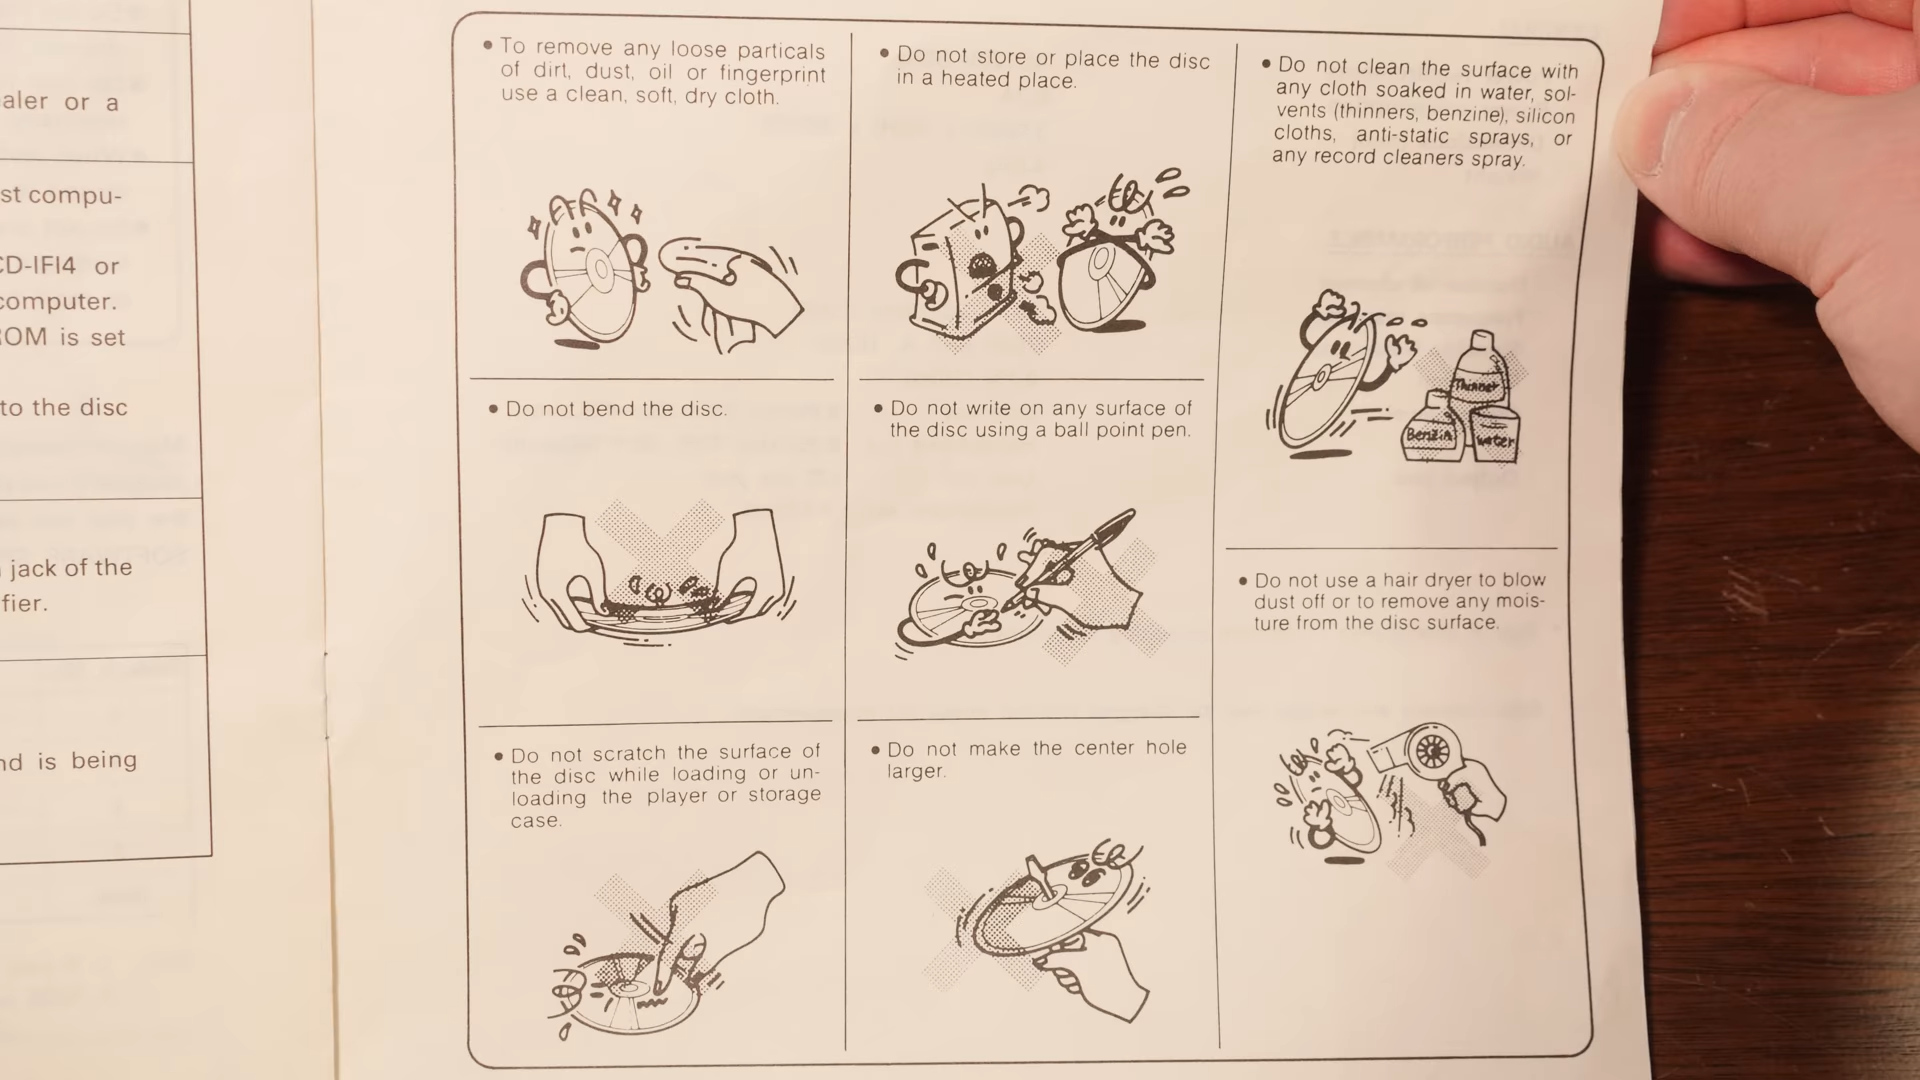 aler or a
st compu-
CD-IFI4 or
computer.
ROM is set
to the disc
jack of the
fier.
nd is being
• To remove any loose particals
of dirt, dust, oil or fingerprint
use a clean, soft, dry cloth.
• Do not bend the disc.
• Do not scratch the surface of
the disc while loading or un-
loading the player or storage
case.
• Do not store or place the disc
in a heated place.
• Do not write on any surface of
the disc using a ball point pen.
• Do not make the center hole
larger.
• Do not clean the surface with
any cloth soaked in water, sol-
vents (thinners, benzine), silicon
cloths, anti-static sprays, or
any record cleaners spray.
Thinner
Benzin
water
• Do not use a hair dryer to blow
dust off or to remove any mois-
ture from the disc surface.